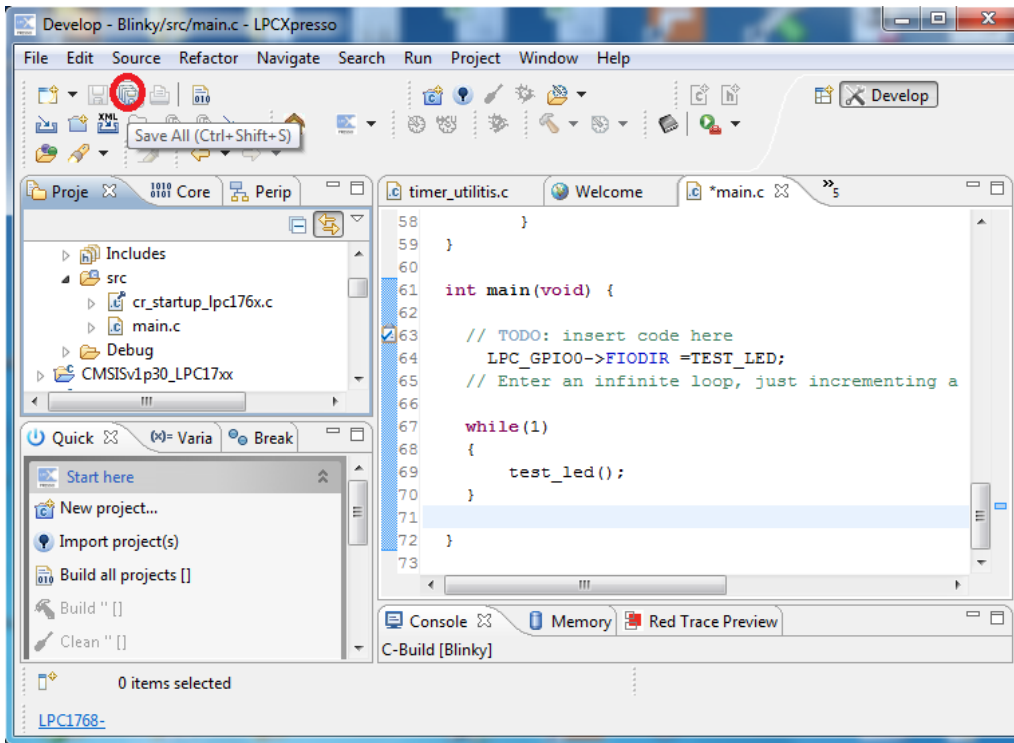 Develop - Blinky/src/main.c - LPCXpresso
File Edit Source Refactor Navigate Search Run Project Window Help
Develop
Save All (Ctrl+Shift+S)
Proje Core Perip
Includes
src
cr_startup_lpc176x.c
main.c
Debug
CMSISv1p30_LPC17xx
Quick (x)= Varia Break
Start here
New project...
Import project(s)
Build all projects []
Build '' []
Clean '' []
timer_utilitis.c Welcome *main.c »5
58 }
59 }
60
61 int main(void) {
62
63 // TODO: insert code here
64 LPC_GPIO0->FIODIR =TEST_LED;
65 // Enter an infinite loop, just incrementing a
66
67 while(1)
68 {
69 test_led();
70 }
71
72 }
73
Console Memory Red Trace Preview
C-Build [Blinky]
0 items selected
LPC1768-